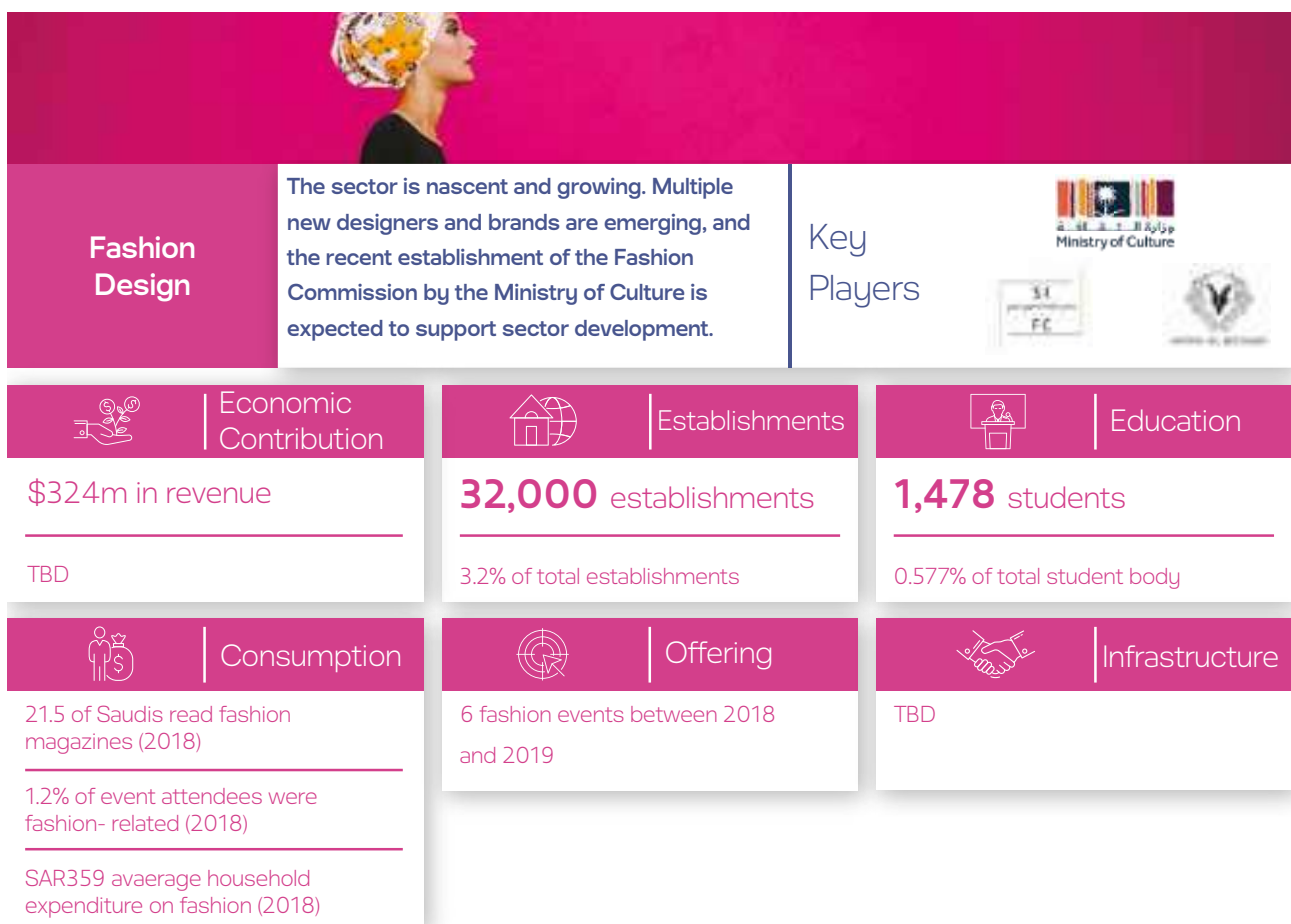 Fashion
Design
The sector is nascent and growing. Multiple
new designers and brands are emerging, and
the recent establishment of the Fashion
Commission by the Ministry of Culture is
expected to support sector development.
Key
Players
وزارة الثقافة
Ministry of Culture
FC
Economic
Contribution
$324m in revenue
TBD
Establishments
32,000 establishments
3.2% of total establishments
Education
1,478 students
0.577% of total student body
Consumption
21.5 of Saudis read fashion
magazines (2018)
1.2% of event attendees were
fashion- related (2018)
SAR359 avaerage household
expenditure on fashion (2018)
Offering
6 fashion events between 2018
and 2019
Infrastructure
TBD